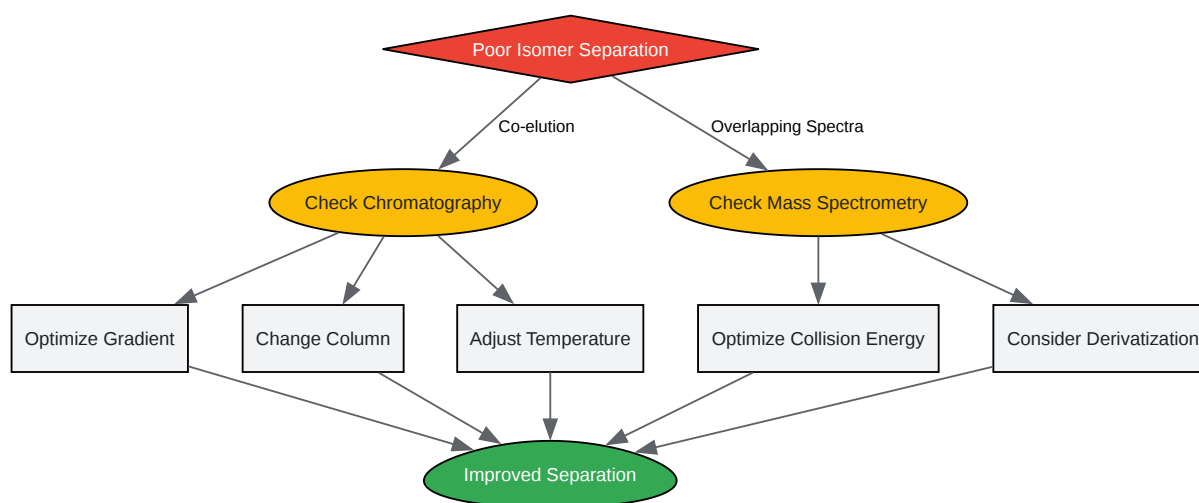 Poor Isomer Separation
Co-elution
Overlapping Spectra
Check Chromatography
Check Mass Spectrometry
Optimize Gradient
Change Column
Adjust Temperature
Optimize Collision Energy
Consider Derivatization
Improved Separation